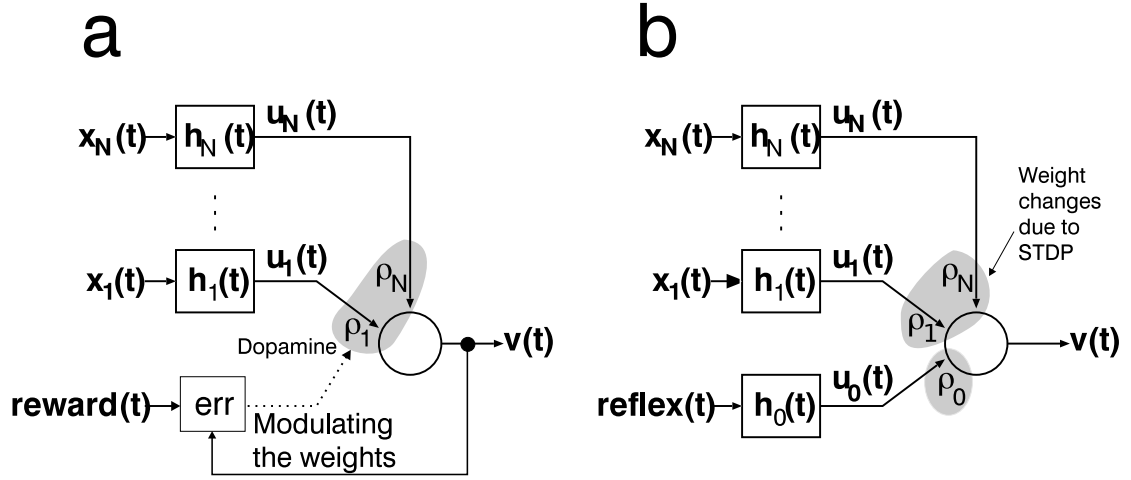 a
u_N(t)
x_N(t) h_N(t)
u_1(t)
x_1(t) h_1(t)
ρ_N
ρ_1
Dopamine
v(t)
reward(t) err
Modulating
the weights
b
u_N(t)
x_N(t) h_N(t)
Weight
changes
due to
STDP
u_1(t)
x_1(t) h_1(t)
ρ_N
ρ_1
v(t)
u_0(t)
ρ_0
reflex(t) h_0(t)